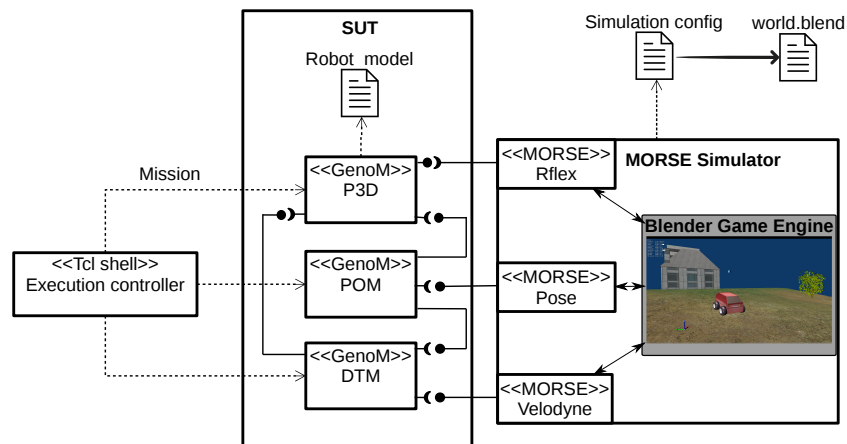 SUT
Simulation config
world.blend
Robot_model
<<GenoM>>
P3D
<<MORSE>>
Rflex
MORSE Simulator
Mission
Blender Game Engine
<<Tcl shell>>
Execution controller
<<GenoM>>
POM
<<MORSE>>
Pose
<<GenoM>>
DTM
<<MORSE>>
Velodyne